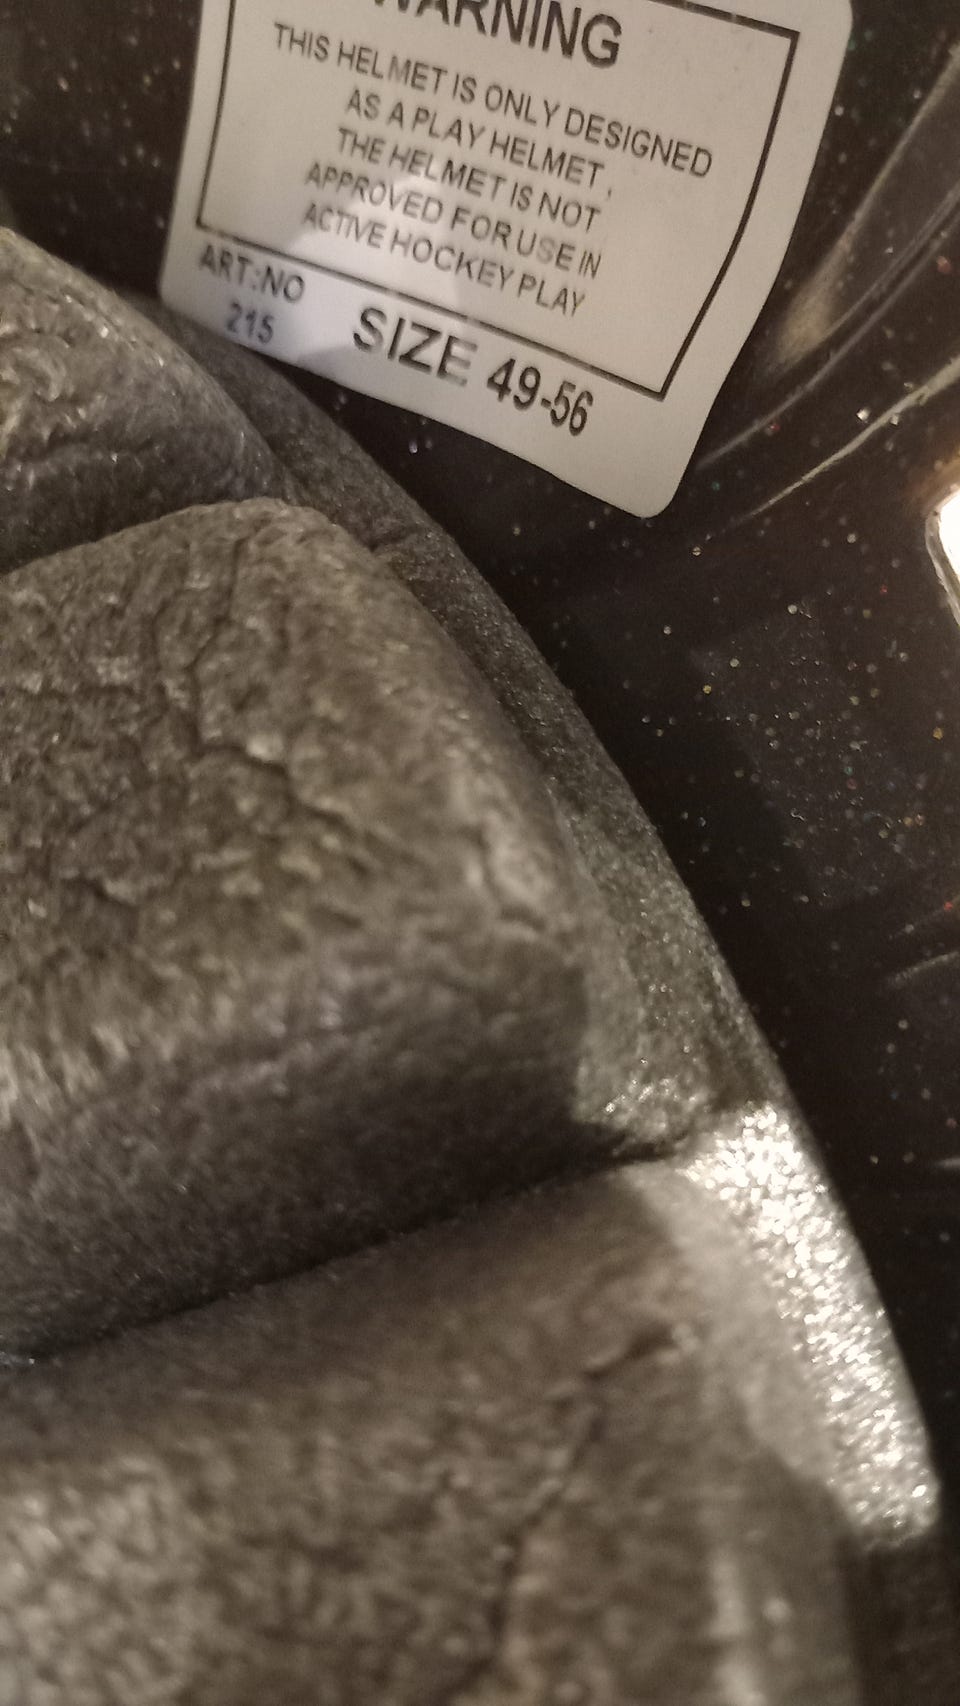 WARNING
THIS HELMET IS ONLY DESIGNED
AS A PLAY HELMET,
THE HELMET IS NOT
APPROVED FOR USE IN
ACTIVE HOCKEY PLAY
ART:NO
215
SIZE 49-56